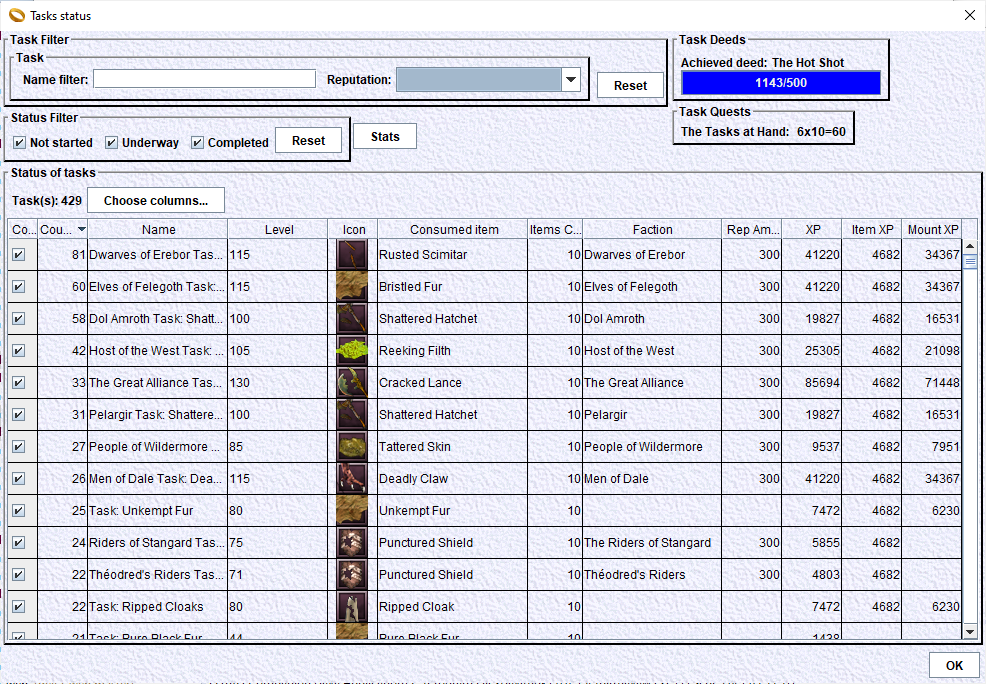 Tasks status
Task Filter
Task
Name filter:
Reputation:
Reset
Task Deeds
Achieved deed: The Hot Shot
1143/500
Task Quests
The Tasks at Hand: 6x10=60
Status Filter
Not started Underway Completed Reset
Stats
Status of tasks
Task(s): 429 Choose columns...
Co... Cou... Name Level Icon Consumed item Items C... Faction Rep Am... XP Item XP Mount XP
81 Dwarves of Erebor Tas... 115 Rusted Scimitar 10 Dwarves of Erebor 300 41220 4682 34367
60 Elves of Felegoth Task:... 115 Bristled Fur 10 Elves of Felegoth 300 41220 4682 34367
58 Dol Amroth Task: Shatt... 100 Shattered Hatchet 10 Dol Amroth 300 19827 4682 16531
42 Host of the West Task: ... 105 Reeking Filth 10 Host of the West 300 25305 4682 21098
33 The Great Alliance Tas... 130 Cracked Lance 10 The Great Alliance 300 85694 4682 71448
31 Pelargir Task: Shattere... 100 Shattered Hatchet 10 Pelargir 300 19827 4682 16531
27 People of Wildermore ... 85 Tattered Skin 10 People of Wildermore 300 9537 4682 7951
26 Men of Dale Task: Dea... 115 Deadly Claw 10 Men of Dale 300 41220 4682 34367
25 Task: Unkempt Fur 80 Unkempt Fur 10 7472 4682 6230
24 Riders of Stangard Tas... 75 Punctured Shield 10 The Riders of Stangard 300 5855 4682
22 Théodred's Riders Tas... 71 Punctured Shield 10 Théodred's Riders 300 4803 4682
22 Task: Ripped Cloaks 80 Ripped Cloak 10 7472 4682 6230
21 Task: Pure Black Fur 44 Pure Black Fur 10 1438
OK